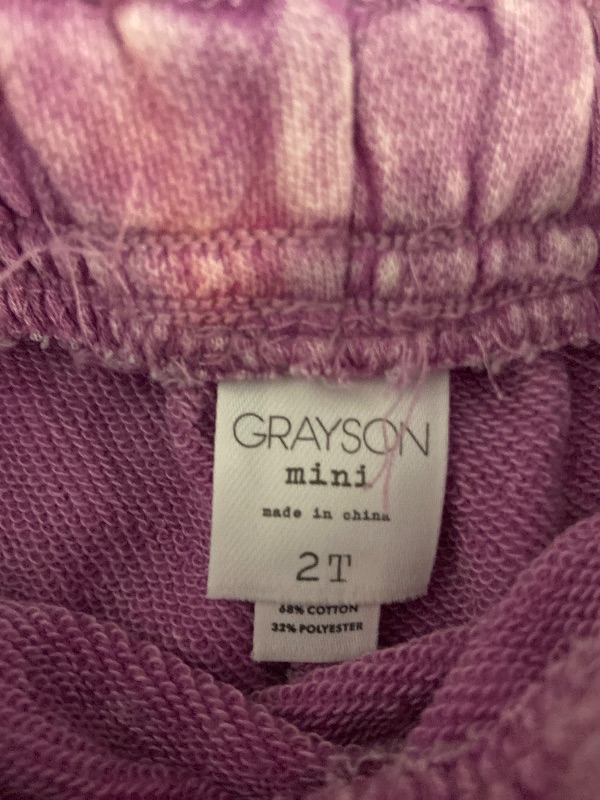 GRAYSON
mini
made in china
2T
68% COTTON
32% POLYESTER